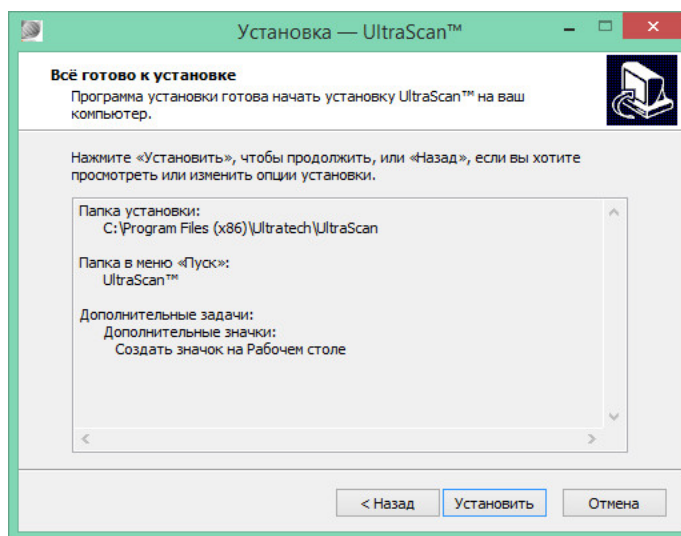 Установка — UltraScan™
Всё готово к установке
Программа установки готова начать установку UltraScan™ на ваш
компьютер.
Нажмите «Установить», чтобы продолжить, или «Назад», если вы хотите
просмотреть или изменить опции установки.
Папка установки:
C:\Program Files (x86)\Ultratech\UltraScan
Папка в меню «Пуск»:
UltraScan™
Дополнительные задачи:
Дополнительные значки:
Создать значок на Рабочем столе
< Назад
Установить
Отмена